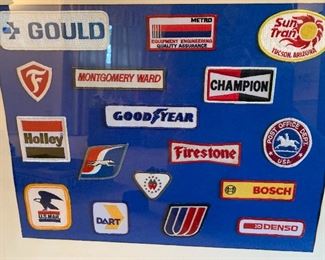 GOULD
METRO
EQUIPMENT ENGINEERING
QUALITY ASSURANCE
Sun
Tran
TUCSON, ARIZONA
F
MONTGOMERY WARD
CHAMPION
GOODYEAR
Holley
Firestone
POST OFFICE DEPT
USA
BOSCH
U.S. MAIL
DART
DENSO